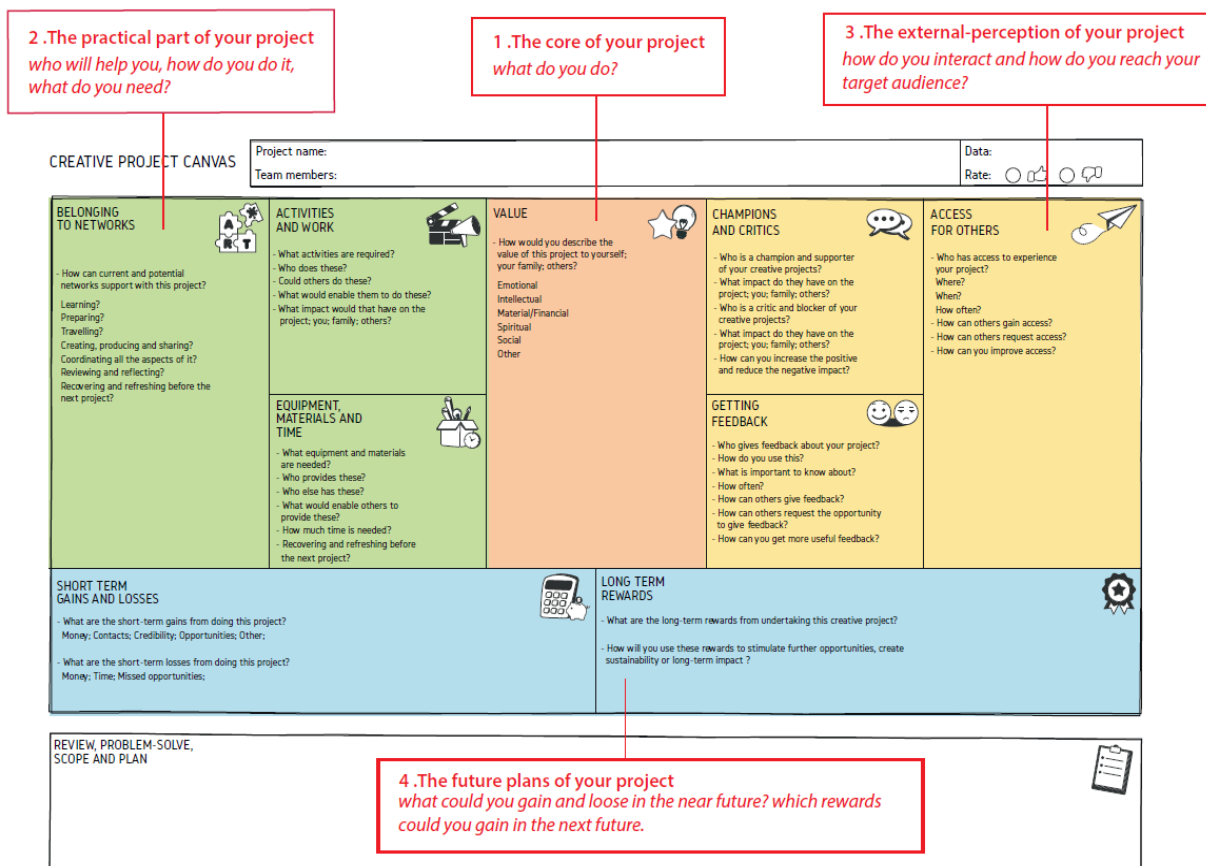 2 .The practical part of your project
who will help you, how do you do it,
what do you need?
1 .The core of your project
what do you do?
3 .The external-perception of your project
how do you interact and how do you reach your
target audience?
CREATIVE PROJECT CANVAS
Project name:
Team members:
Data:
Rate:
BELONGING
TO NETWORKS
A
R T
- How can current and potential
networks support with this project?
Learning?
Preparing?
Travelling?
Creating, producing and sharing?
Coordinating all the aspects of it?
Reviewing and reflecting?
Recovering and refreshing before the
next project?
ACTIVITIES
AND WORK
- What activities are required?
- Who does these?
- Could others do these?
- What would enable them to do these?
- What impact would that have on the
project; you; family; others?
EQUIPMENT,
MATERIALS AND
TIME
- What equipment and materials
are needed?
- Who provides these?
- Who else has these?
- What would enable others to
provide these?
- How much time is needed?
- Recovering and refreshing before
the next project?
VALUE
- How would you describe the
value of this project to yourself;
your family; others?
Emotional
Intellectual
Material/Financial
Spiritual
Social
Other
CHAMPIONS
AND CRITICS
- Who is a champion and supporter
of your creative projects?
- What impact do they have on the
project; you; family; others?
- Who is a critic and blocker of your
creative projects?
- What impact do they have on the
project; you; family; others?
- How can you increase the positive
and reduce the negative impact?
GETTING
FEEDBACK
- Who gives feedback about your project?
- How do you use this?
- What is important to know about?
- How often?
- How can others give feedback?
- How can others request the opportunity
to give feedback?
- How can you get more useful feedback?
ACCESS
FOR OTHERS
- Who has access to experience
your project?
Where?
When?
How often?
- How can others gain access?
- How can others request access?
- How can you improve access?
SHORT TERM
GAINS AND LOSSES
- What are the short-term gains from doing this project?
Money; Contacts; Credibility; Opportunities; Other;
- What are the short-term losses from doing this project?
Money; Time; Missed opportunities;
LONG TERM
REWARDS
- What are the long-term rewards from undertaking this creative project?
- How will you use these rewards to stimulate further opportunities, create
sustainability or long-term impact ?
REVIEW, PROBLEM-SOLVE,
SCOPE AND PLAN
4 .The future plans of your project
what could you gain and loose in the near future? which rewards
could you gain in the next future.